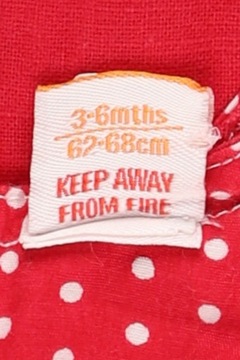 3-6mths
62-68cm
KEEP AWAY
FROM FIRE